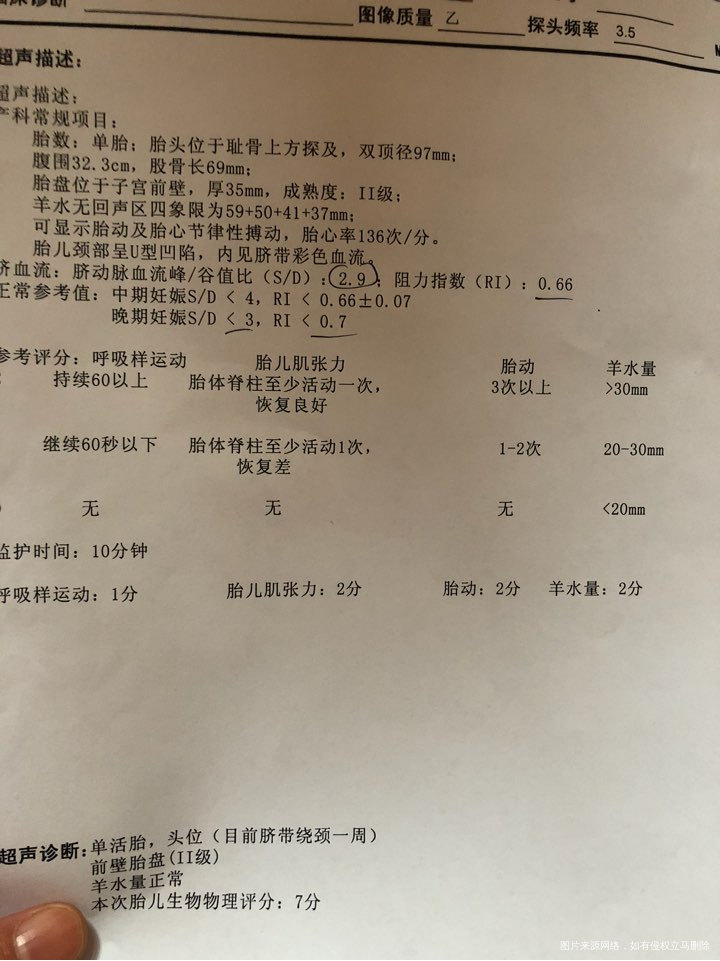 图像质量 乙 探头频率 3.5
超声描述：
超声描述：
产科常规项目：
胎数：单胎；胎头位于耻骨上方探及，双顶径97mm；
腹围32.3cm，股骨长69mm；
胎盘位于子宫前壁，厚35mm，成熟度：II级；
羊水无回声区四象限为59+50+41+37mm；
可显示胎动及胎心节律性搏动，胎心率136次/分。
胎儿颈部呈U型凹陷，内见脐带彩色血流。
脐血流：脐动脉血流峰/谷值比（S/D）：2.9；阻力指数（RI）：0.66
正常参考值：中期妊娠S/D < 4，RI < 0.66±0.07
晚期妊娠S/D < 3，RI < 0.7
参考评分：呼吸样运动 胎儿肌张力 胎动 羊水量
持续60以上 胎体脊柱至少活动一次， 3次以上 >30mm
恢复良好
继续60秒以下 胎体脊柱至少活动1次， 1-2次 20-30mm
恢复差
无 无 无 <20mm
监护时间：10分钟
呼吸样运动：1分 胎儿肌张力：2分 胎动：2分 羊水量：2分
超声诊断：单活胎，头位（目前脐带绕颈一周）
前壁胎盘(II级)
羊水量正常
本次胎儿生物物理评分：7分
图片来源网络，如有侵权立马删除